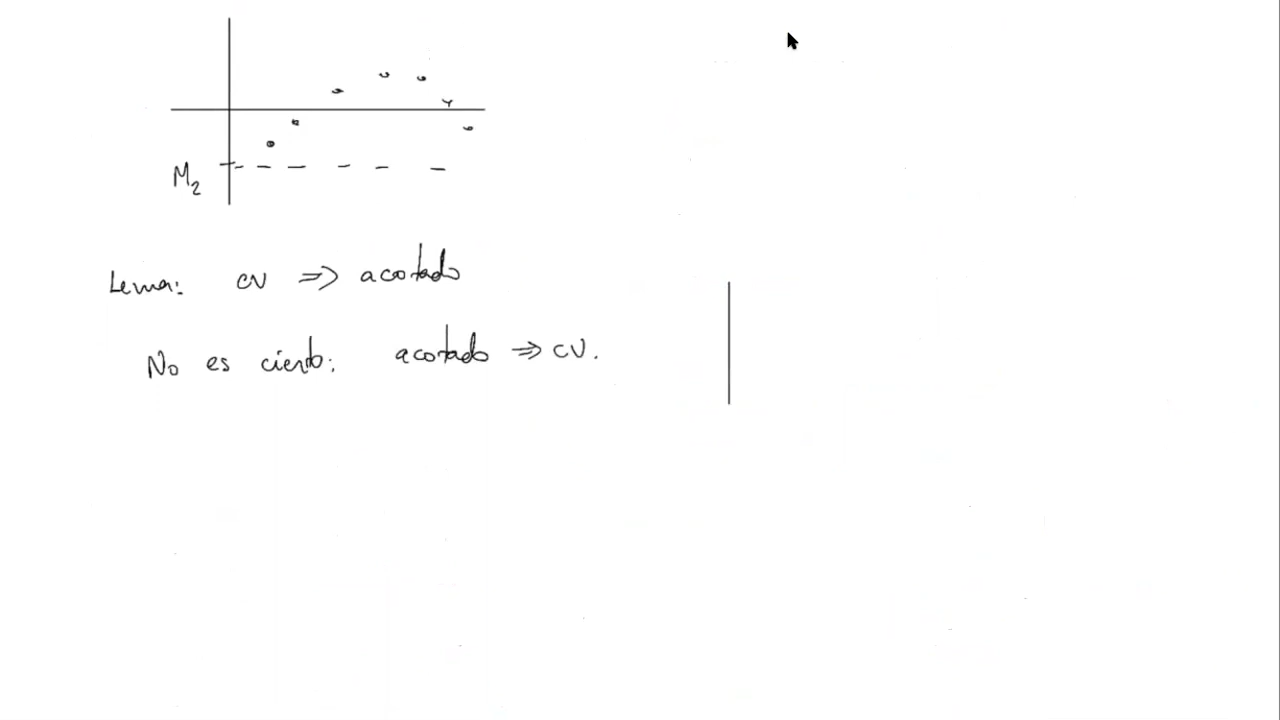 M₂
Lema: CV => acotado
No es cierto: acotado => CV.